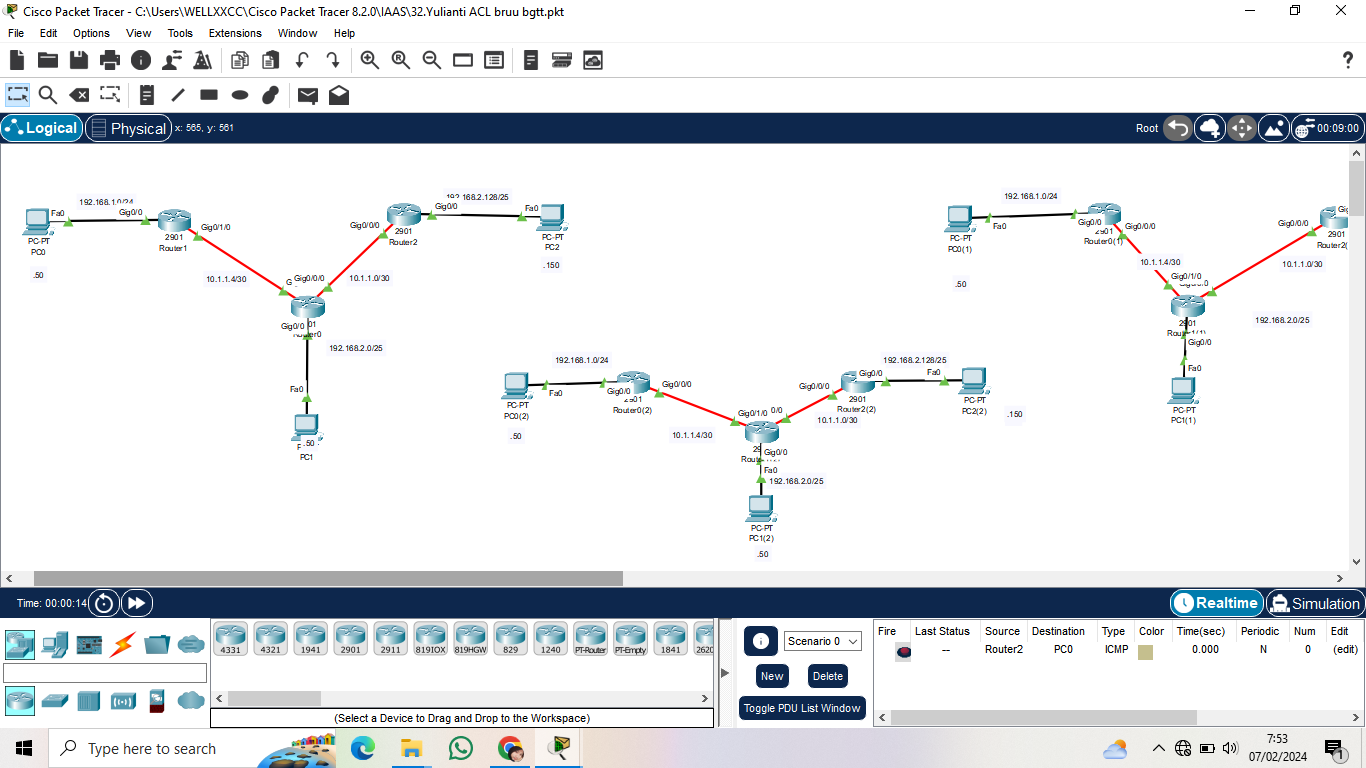 Cisco Packet Tracer - C:\Users\WELLXXCC\Cisco Packet Tracer 8.2.0\IAAS\32.Yulianti ACL bruu bgtt.pkt
File Edit Options View Tools Extensions Window Help
?
Logical Physical x: 565, y: 561 Root 00:09:00
192.168.1.0/24
Fa0 Gig0/0
Gig0/1/0
PC-PT
PC0
2901
Router1
.50
192.168.2.128/25
Gig0/0 Fa0
Gig0/0/0
2901
Router2
PC-PT
PC2
.150
10.1.1.4/30
Gig0/0/0
10.1.1.0/30
Gig0/0
192.168.2.0/25
Fa0
.50
PC1
192.168.1.0/24
Fa0 Gig0/0 Gig0/0/0
PC-PT
PC0(2)
2901
Router0(2)
.50
10.1.1.4/30
192.168.2.128/25
Gig0/0/0 Gig0/0 Fa0
2901
Router2(2)
PC-PT
PC2(2)
.150
Gig0/1/0 0/0
10.1.1.0/30
Gig0/0
Fa0
192.168.2.0/25
PC-PT
PC1(2)
.50
192.168.1.0/24
Fa0 Gig0/0 Gig0/0/0
PC-PT
PC0(1)
2901
Router0(1)
.50
10.1.1.4/30
Gig0/0/0
2901
10.1.1.0/30
Gig0/1/0
Gig0/0/0
192.168.2.0/25
2901
Gig0/0
Fa0
PC-PT
PC1(1)
Time: 00:00:14 Realtime Simulation
4331 4321 1941 2901 2911 819IOX 819HGW 829 1240 PT-Router PT-Empty 1841 2620
(Select a Device to Drag and Drop to the Workspace)
Scenario 0
New Delete
Toggle PDU List Window
Fire Last Status Source Destination Type Color Time(sec) Periodic Num Edit
-- Router2 PC0 ICMP 0.000 N 0 (edit)
Type here to search
7:53
07/02/2024
1